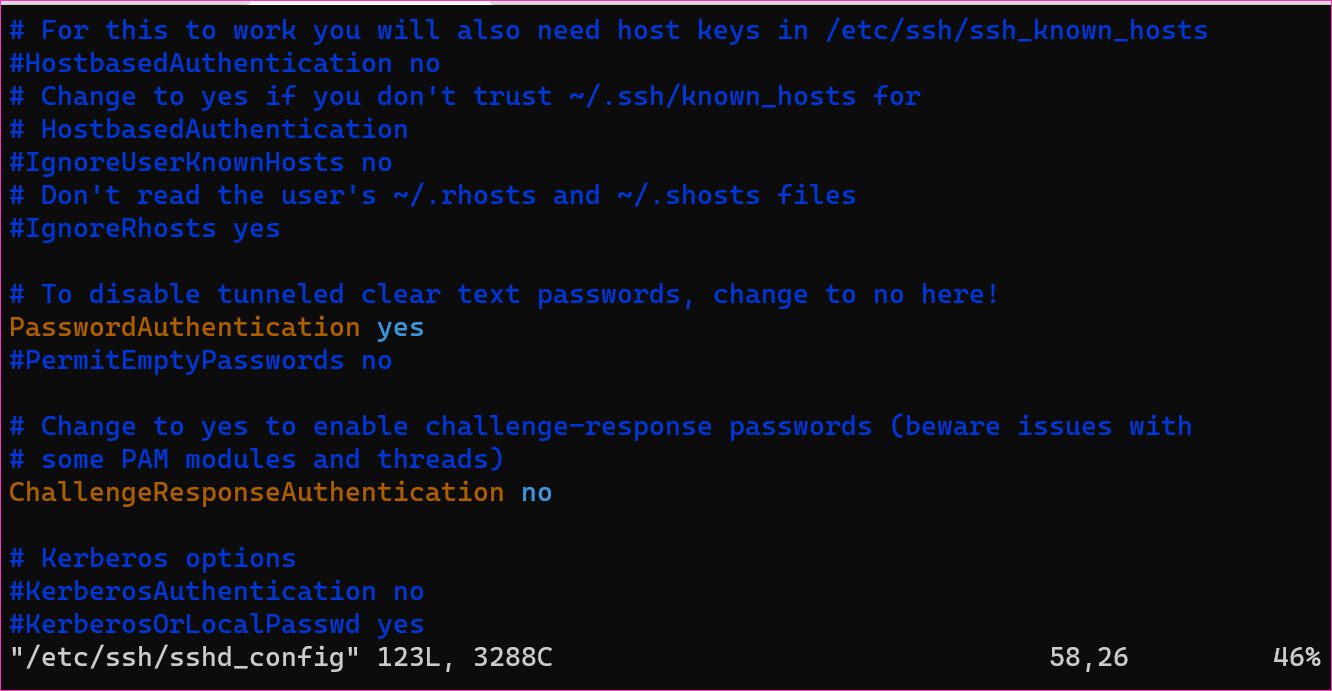 # For this to work you will also need host keys in /etc/ssh/ssh_known_hosts
#HostbasedAuthentication no
# Change to yes if you don't trust ~/.ssh/known_hosts for
# HostbasedAuthentication
#IgnoreUserKnownHosts no
# Don't read the user's ~/.rhosts and ~/.shosts files
#IgnoreRhosts yes

# To disable tunneled clear text passwords, change to no here!
PasswordAuthentication yes
#PermitEmptyPasswords no

# Change to yes to enable challenge-response passwords (beware issues with
# some PAM modules and threads)
ChallengeResponseAuthentication no

# Kerberos options
#KerberosAuthentication no
#KerberosOrLocalPasswd yes
"/etc/ssh/sshd_config" 123L, 3288C 58,26 46%